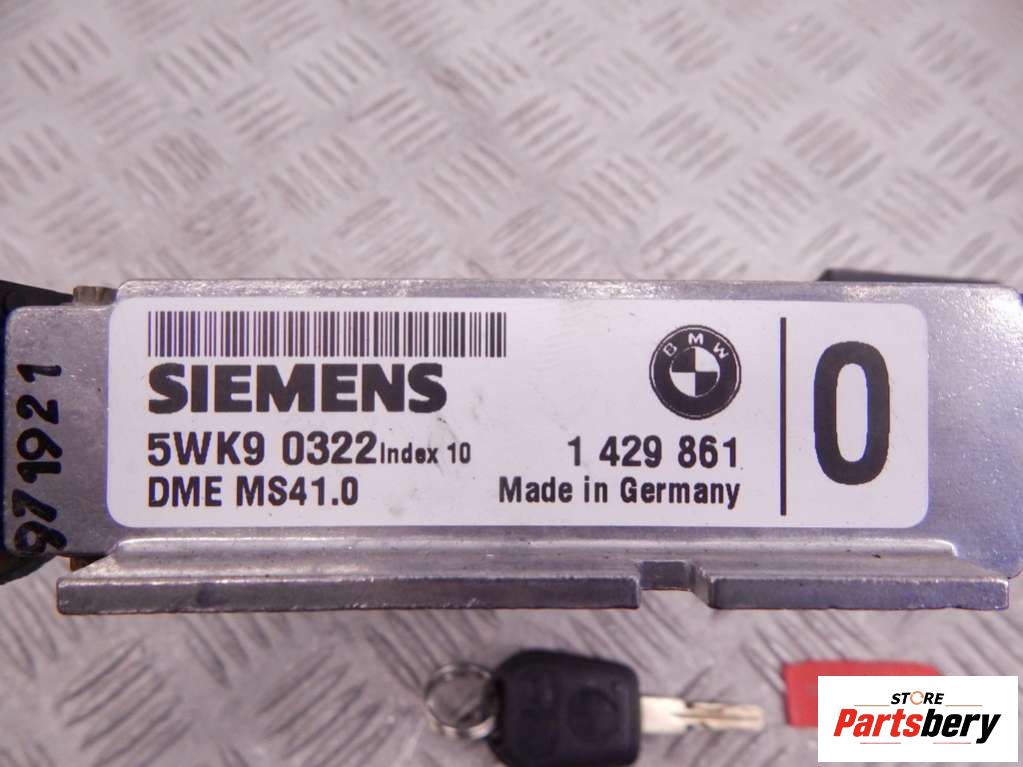 971921
SIEMENS
5WK9 0322 Index 10
DME MS41.0
BMW
1 429 861
Made in Germany
0
STORE
Partsbery